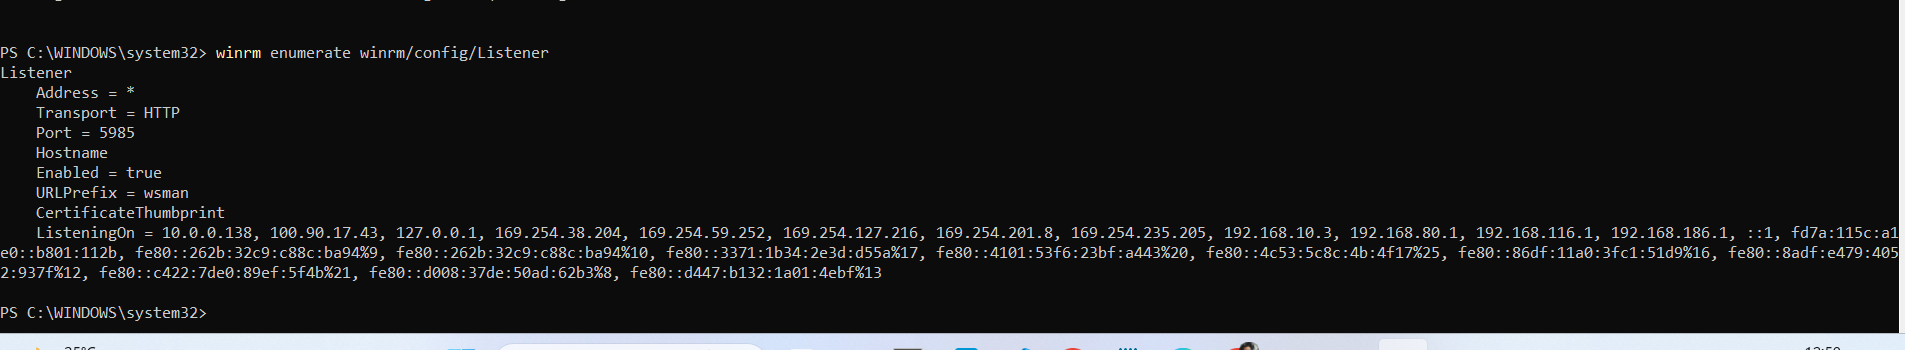 PS C:\WINDOWS\system32> winrm enumerate winrm/config/Listener
Listener
    Address = *
    Transport = HTTP
    Port = 5985
    Hostname
    Enabled = true
    URLPrefix = wsman
    CertificateThumbprint
    ListeningOn = 10.0.0.138, 100.90.17.43, 127.0.0.1, 169.254.38.204, 169.254.59.252, 169.254.127.216, 169.254.201.8, 169.254.235.205, 192.168.10.3, 192.168.80.1, 192.168.116.1, 192.168.186.1, ::1, fd7a:115c:a1
e0::b801:112b, fe80::262b:32c9:c88c:ba94%9, fe80::262b:32c9:c88c:ba94%10, fe80::3371:1b34:2e3d:d55a%17, fe80::4101:53f6:23bf:a443%20, fe80::4c53:5c8c:4b:4f17%25, fe80::86df:11a0:3fc1:51d9%16, fe80::8adf:e479:405
2:937f%12, fe80::c422:7de0:89ef:5f4b%21, fe80::d008:37de:50ad:62b3%8, fe80::d447:b132:1a01:4ebf%13
PS C:\WINDOWS\system32>